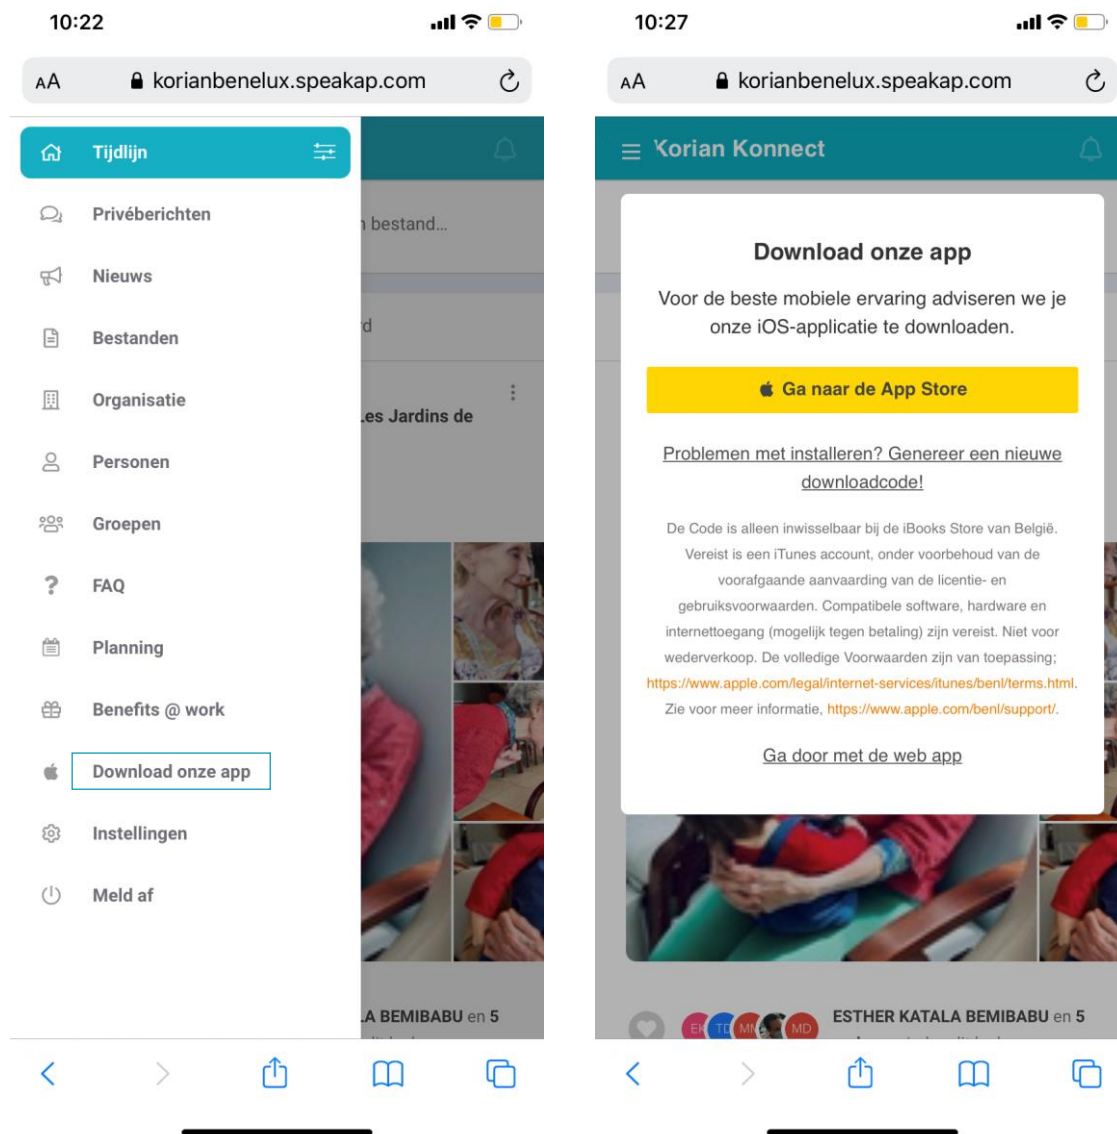 10:22
AA korianbenelux.speakap.com
Tijdlijn
Privéberichten
bestand...
Nieuws
Bestanden
Organisatie
Les Jardins de
Personen
Groepen
? FAQ
Planning
Benefits @ work
Download onze app
Instellingen
Meld af
LA BEMIBABU en 5
10:27
AA korianbenelux.speakap.com
Korian Konnect
Download onze app
Voor de beste mobiele ervaring adviseren we je
onze iOS-applicatie te downloaden.
Ga naar de App Store
Problemen met installeren? Genereer een nieuwe
downloadcode!
De Code is alleen inwisselbaar bij de iBooks Store van België.
Vereist is een iTunes account, onder voorbehoud van de
voorafgaande aanvaarding van de licentie- en
gebruiksvoorwaarden. Compatibele software, hardware en
internettoegang (mogelijk tegen betaling) zijn vereist. Niet voor
wederverkoop. De volledige Voorwaarden zijn van toepassing;
https://www.apple.com/legal/internet-services/itunes/benl/terms.html.
Zie voor meer informatie, https://www.apple.com/benl/support/.
Ga door met de web app
EK TD MN MD ESTHER KATALA BEMIBABU en 5